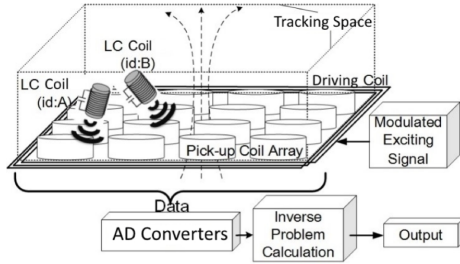 Tracking Space
LC Coil
(id:B)
LC Coil
(id:A)
Driving Coil
Pick-up Coil Array
Modulated
Exciting
Signal
Data
AD Converters
Inverse
Problem
Calculation
Output